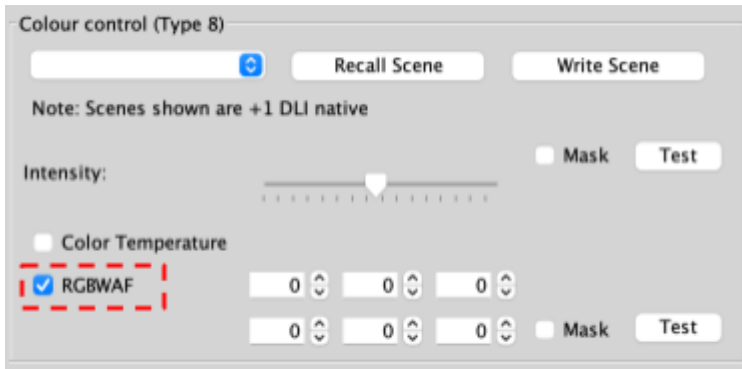 Colour control (Type 8)
Recall Scene Write Scene
Note: Scenes shown are +1 DLI native
Mask Test
Intensity:
Color Temperature
RGBWAF 0 0 0
0 0 0 Mask Test